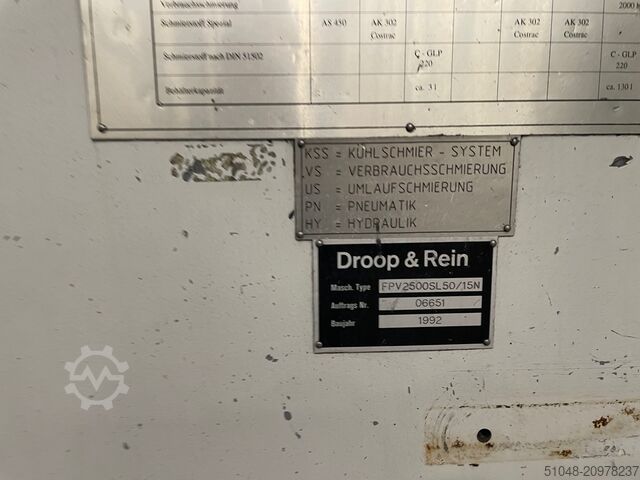 Verbrauchsschmierung 2000 h
Schmierstoff Spezial AS 450 AK 302 Costrac AK 302 Costrac AK 302 Costrac
Schmierstoff nach DIN 51502 C - GLP 220 C - GLP 220
Behälterkapazität ca. 3 l ca. 130 l
KSS = KÜHLSCHMIER - SYSTEM
VS = VERBRAUCHSSCHMIERUNG
US = UMLAUFSCHMIERUNG
PN = PNEUMATIK
HY = HYDRAULIK
Droop & Rein
Masch. Type FPV2500SL50/15N
Auftrags Nr. 06651
Baujahr 1992
51048-20978237